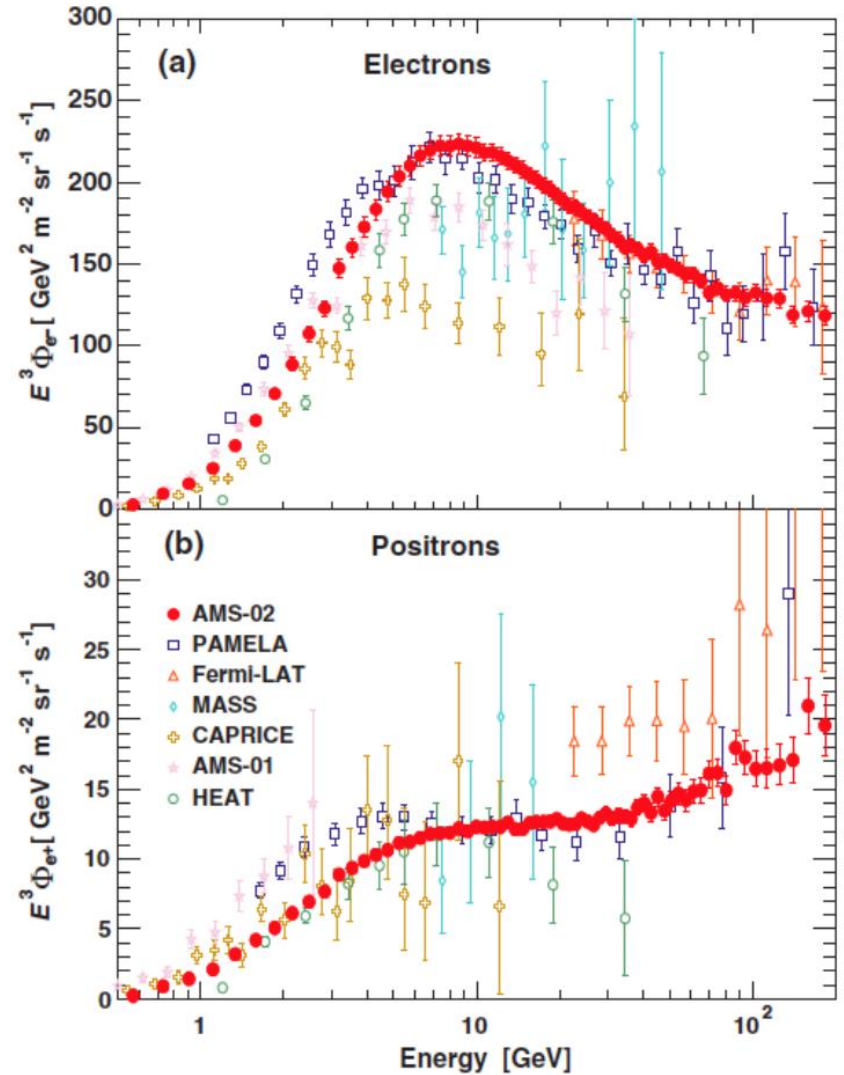 300
(a) Electrons
250
200
150
100
50
0
E³Φe⁻[ GeV² m⁻² sr⁻¹ s⁻¹]
(b) Positrons
30
25
20
15
10
5
0
E³Φe⁺[ GeV² m⁻² sr⁻¹ s⁻¹]
AMS-02
PAMELA
Fermi-LAT
MASS
CAPRICE
AMS-01
HEAT
1 10 10²
Energy [GeV]